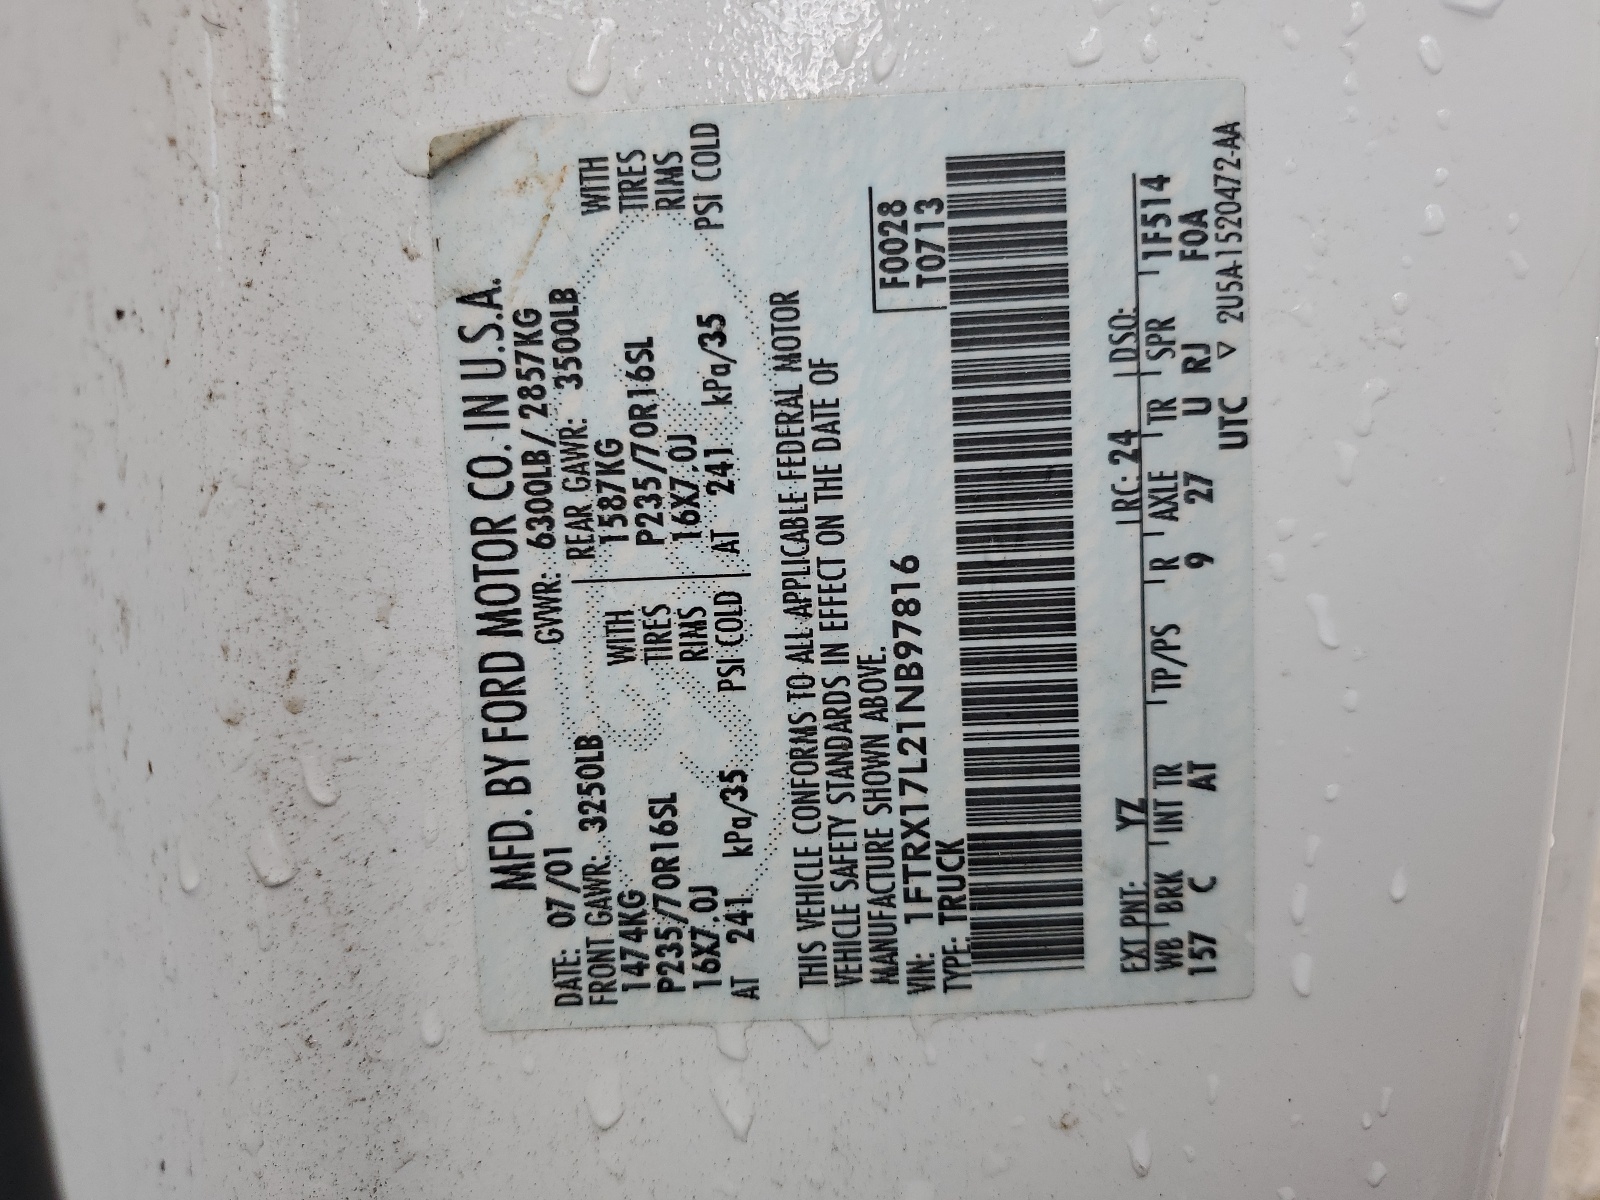 MFD. BY FORD MOTOR CO. IN U.S.A.
DATE: 07/01 GVWR: 6300LB/2857KG
FRONT GAWR: 3250LB REAR GAWR: 3500LB
1474KG WITH 1587KG WITH
P235/70R16SL TIRES P235/70R16SL TIRES
16X7.0J RIMS 16X7.0J RIMS
AT 241 kPa/35 PSI COLD AT 241 kPa/35 PSI COLD
THIS VEHICLE CONFORMS TO ALL APPLICABLE FEDERAL MOTOR
VEHICLE SAFETY STANDARDS IN EFFECT ON THE DATE OF
MANUFACTURE SHOWN ABOVE.
VIN: 1FTRX17L21NB97816 F0028
TYPE: TRUCK T0713
EXT PNT: YZ RC: 24 DSO:
WB BRK INT TR TP/PS R AXLE TR SPR 1F514
157 C AT 9 27 U RJ F0A
UTC ▽ 2U5A-1520472-AA